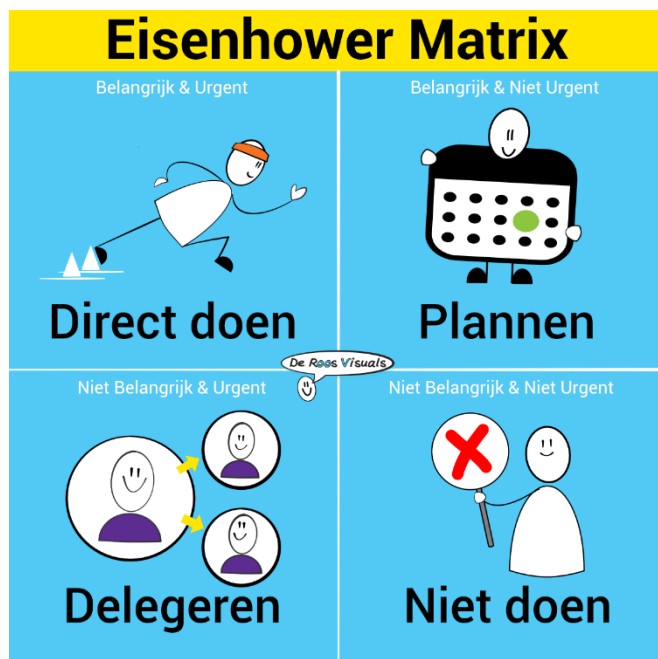 Eisenhower Matrix
Belangrijk & Urgent
Belangrijk & Niet Urgent
Direct doen
Plannen
De Roos Visuals
Niet Belangrijk & Urgent
Niet Belangrijk & Niet Urgent
Delegeren
Niet doen